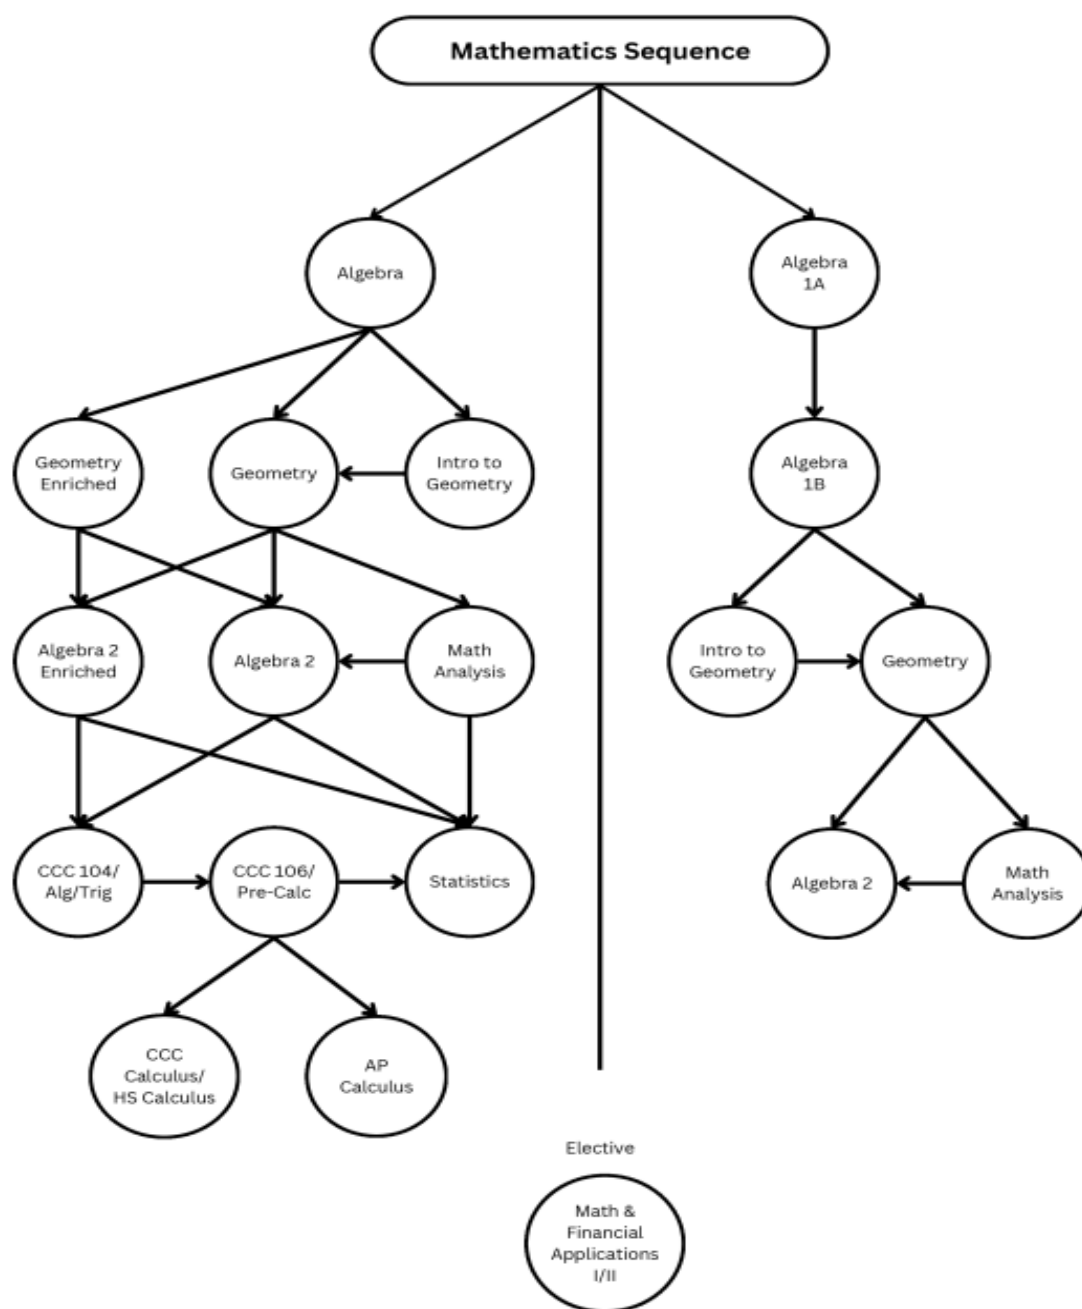 Mathematics Sequence
Algebra
Algebra
1A
Geometry
Enriched
Geometry
Intro to
Geometry
Algebra
1B
Algebra 2
Enriched
Algebra 2
Math
Analysis
Intro to
Geometry
Geometry
CCC 104/
Alg/Trig
CCC 106/
Pre-Calc
Statistics
Algebra 2
Math
Analysis
CCC
Calculus/
HS Calculus
AP
Calculus
Elective
Math &
Financial
Applications
I/II